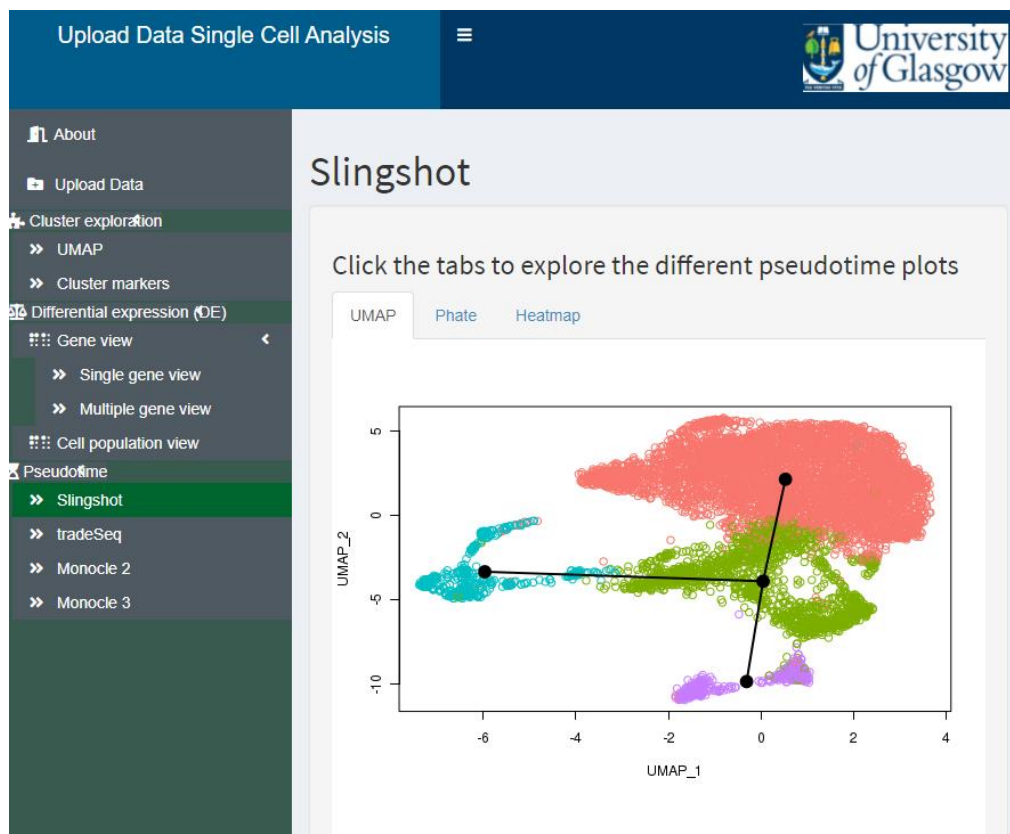 Upload Data Single Cell Analysis
University
of Glasgow
About
Upload Data
Cluster exploration
UMAP
Cluster markers
Differential expression (DE)
Gene view
Single gene view
Multiple gene view
Cell population view
Pseudotime
Slingshot
tradeSeq
Monocle 2
Monocle 3
Slingshot
Click the tabs to explore the different pseudotime plots
UMAP Phate Heatmap
UMAP_2
5
0
-5
-10
-6 -4 -2 0 2 4
UMAP_1